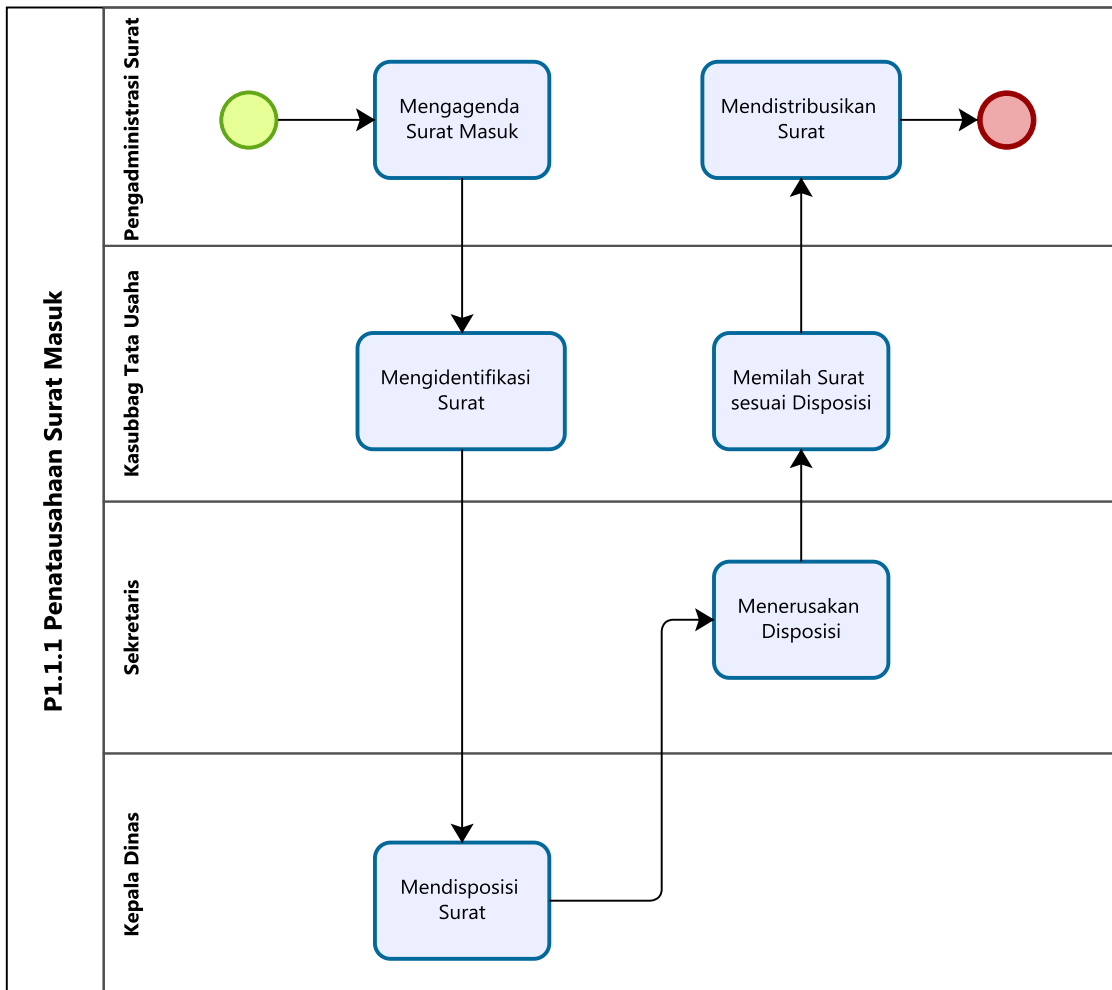 P1.1.1 Penatausahaan Surat Masuk
Pengadministrasi Surat
Mengagenda
Surat Masuk
Mendistribusikan
Surat
Kasubbag Tata Usaha
Mengidentifikasi
Surat
Memilah Surat
sesuai Disposisi
Sekretaris
Menerusakan
Disposisi
Kepala Dinas
Mendisposisi
Surat